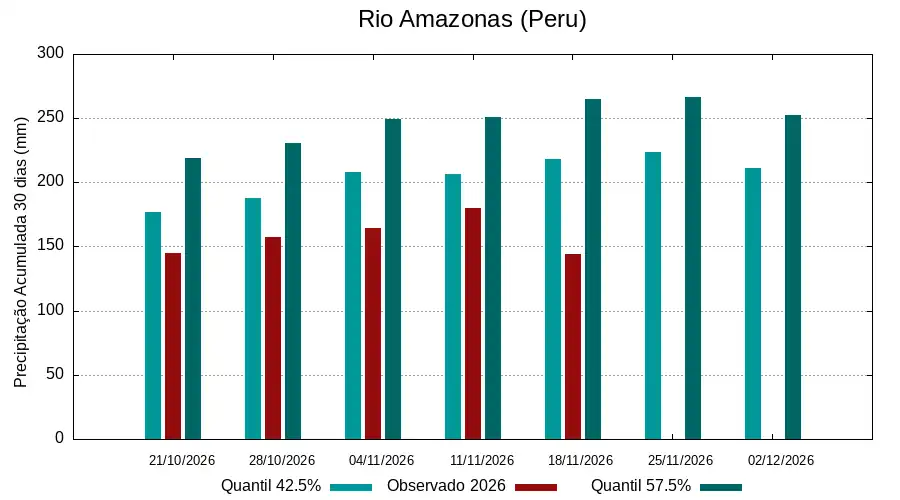 Rio Amazonas (Peru)
Precipitação Acumulada 30 dias (mm)
300
250
200
150
100
50
0
21/10/2026 28/10/2026 04/11/2026 11/11/2026 18/11/2026 25/11/2026 02/12/2026
Quantil 42.5% Observado 2026 Quantil 57.5%